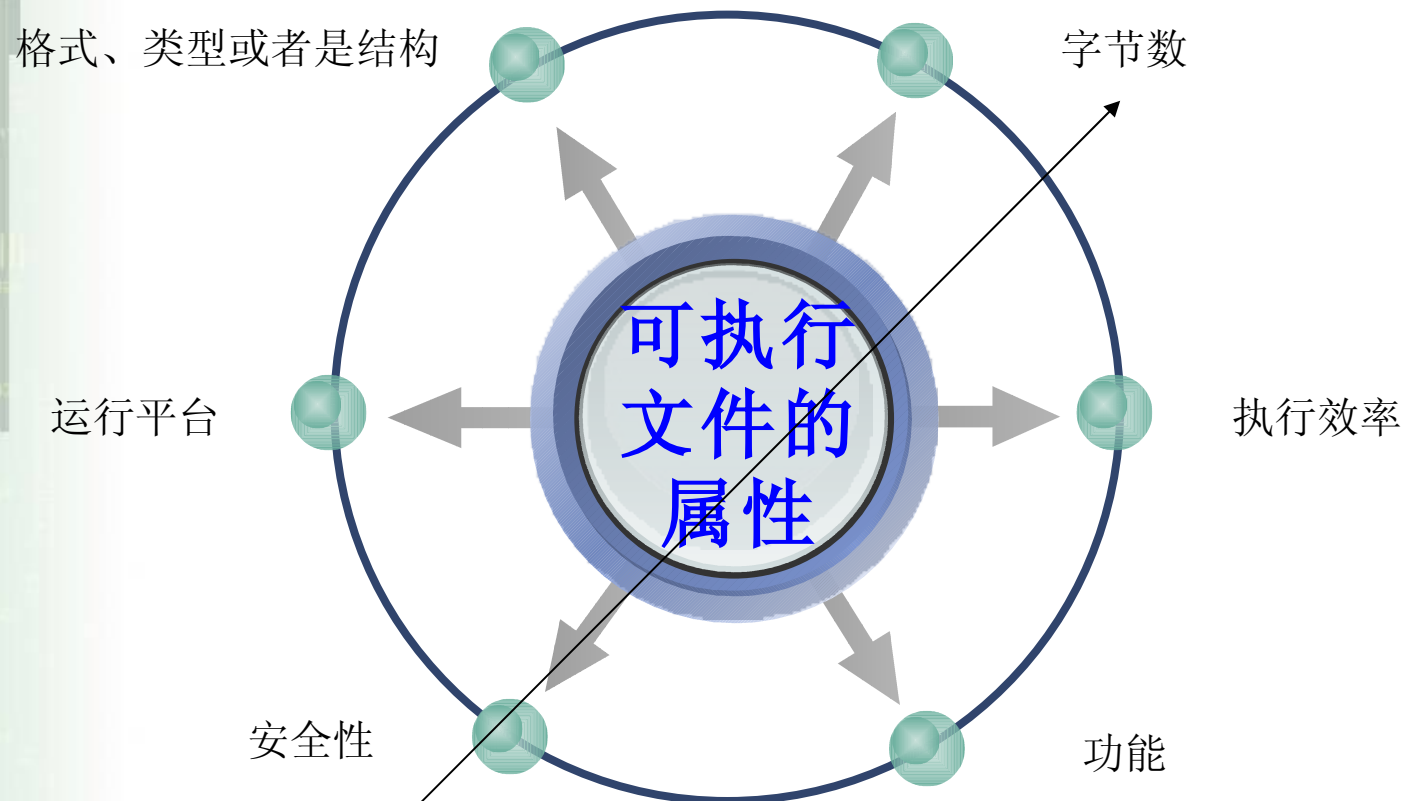 格式、类型或者是结构
字节数
可执行
文件的
属性
运行平台
执行效率
安全性
功能